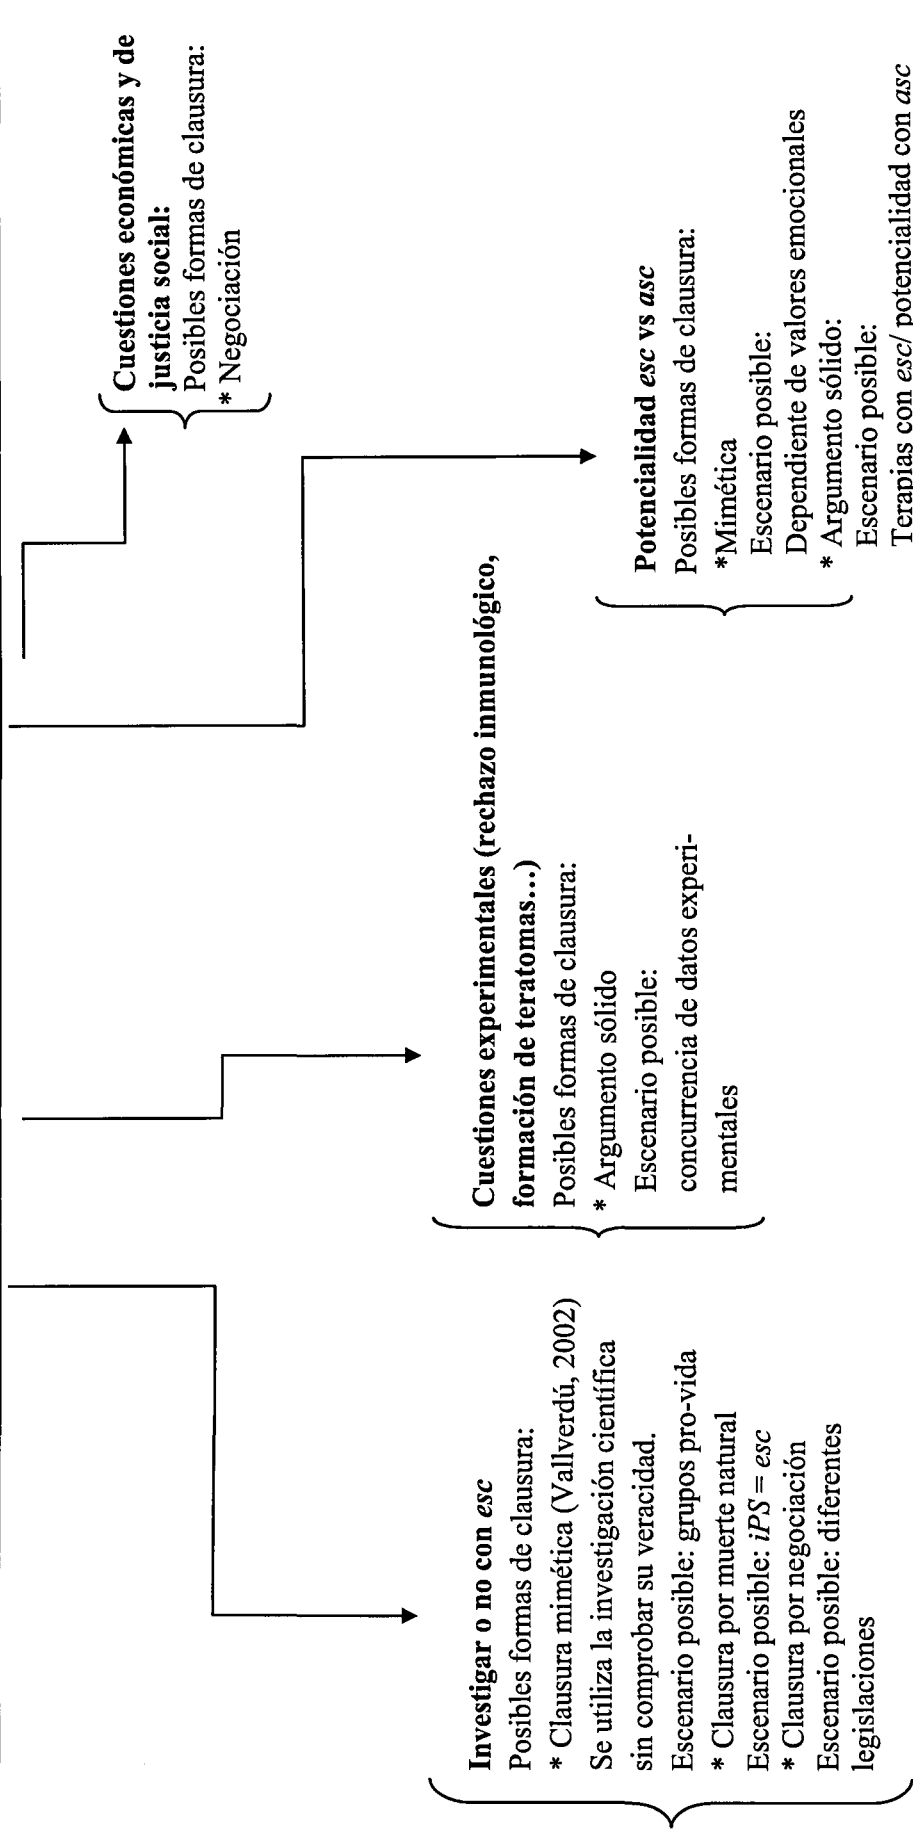 Investigar o no con esc
Posibles formas de clausura:
* Clausura mimética (Vallverdú, 2002)
Se utiliza la investigación científica
sin comprobar su veracidad.
Escenario posible: grupos pro-vida
* Clausura por muerte natural
Escenario posible: iPS = esc
* Clausura por negociación
Escenario posible: diferentes
legislaciones
Cuestiones experimentales (rechazo inmunológico,
formación de teratomas...)
Posibles formas de clausura:
* Argumento sólido
Escenario posible:
concurrencia de datos experi-
mentales
Potencialidad esc vs asc
Posibles formas de clausura:
*Mimética
Escenario posible:
Dependiente de valores emocionales
* Argumento sólido:
Escenario posible:
Terapias con esc/ potencialidad con asc
Cuestiones económicas y de
justicia social:
Posibles formas de clausura:
* Negociación